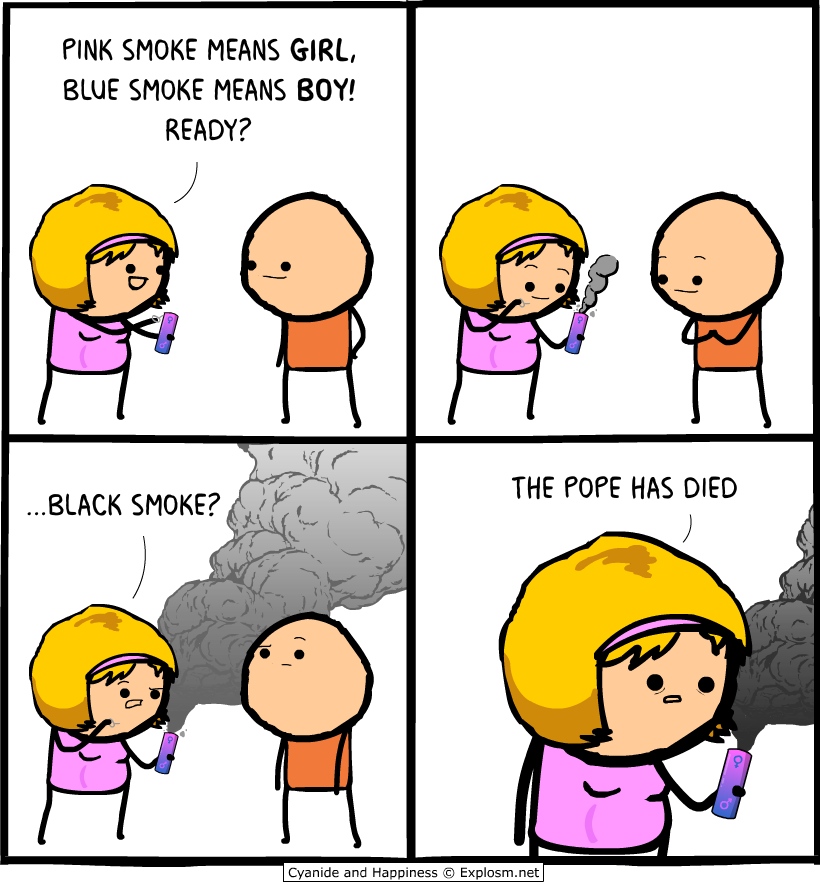 PINK SMOKE MEANS GIRL,
BLUE SMOKE MEANS BOY!
READY?
...BLACK SMOKE?
THE POPE HAS DIED
Cyanide and Happiness © Explosm.net